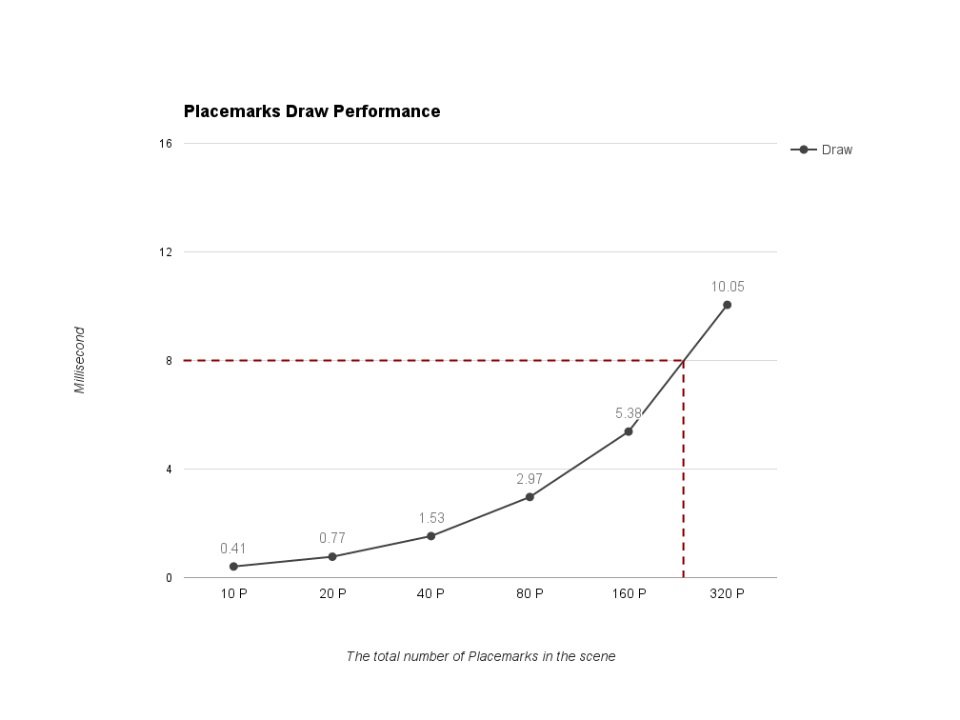 Placemarks Draw Performance
16
Draw
12
10.05
8
5.38
4
2.97
1.53
0.77
0.41
0
10 P 20 P 40 P 80 P 160 P 320 P
Millisecond
The total number of Placemarks in the scene